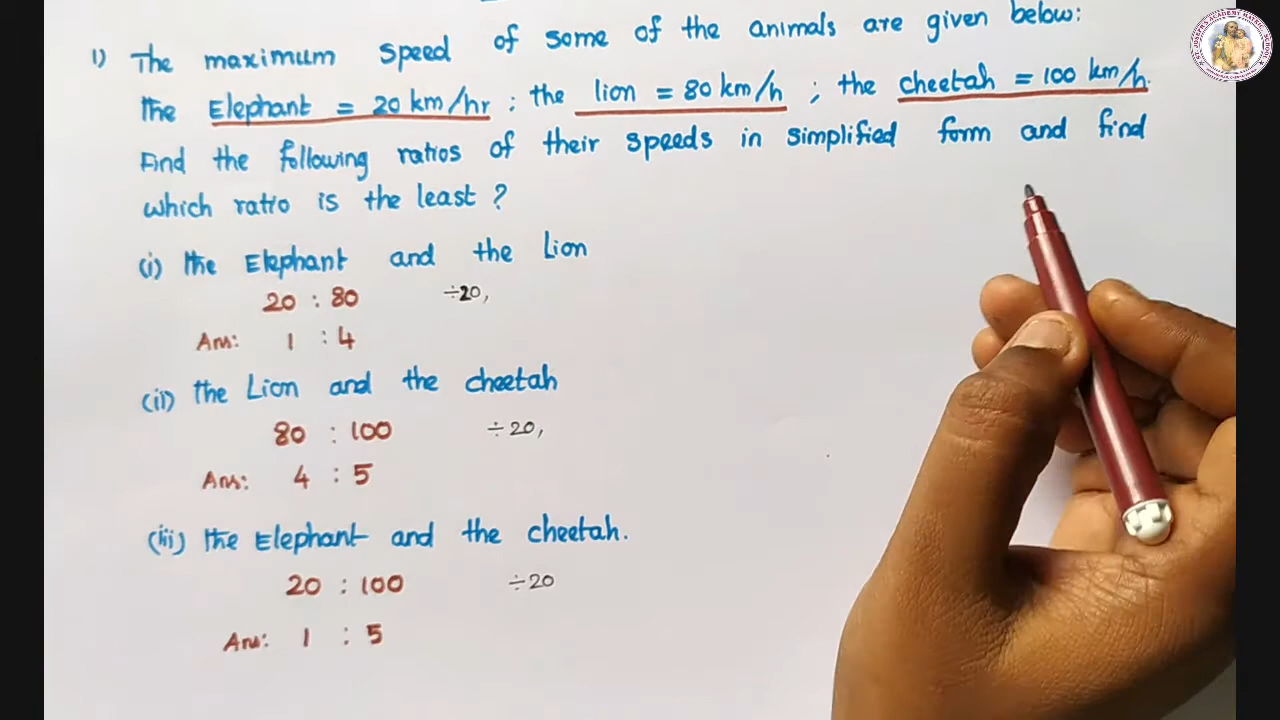 1) The maximum speed of some of the animals are given below:
the Elephant = 20 km/hr ; the lion = 80 km/h ; the cheetah = 100 km/h.
Find the following ratios of their speeds in simplified form and find
which ratio is the least ?
(i) the Elephant and the Lion
20 : 80 ÷20,
Ans: 1 : 4
(ii) the Lion and the cheetah
80 : 100 ÷20,
Ans: 4 : 5
(iii) the Elephant and the cheetah.
20 : 100 ÷20
Ans: 1 : 5